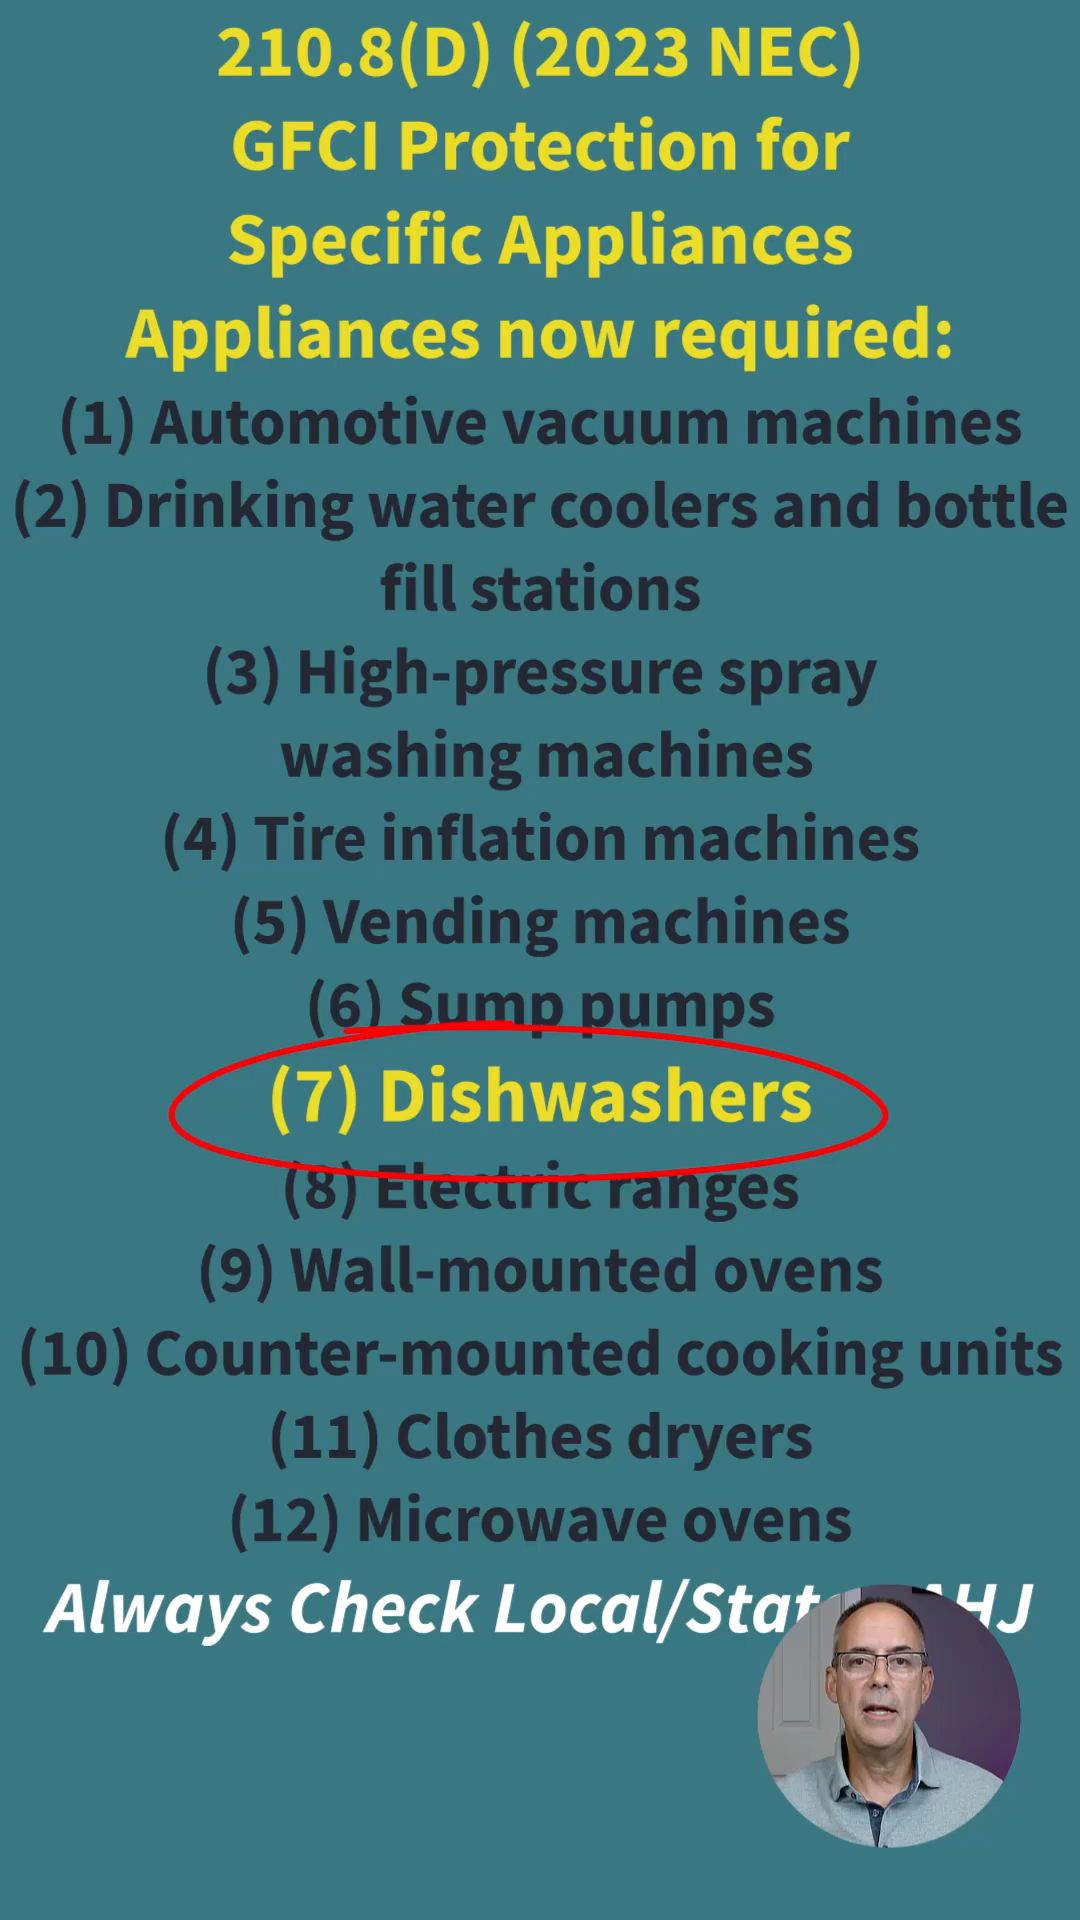 210.8(D) (2023 NEC)
GFCI Protection for
Specific Appliances
Appliances now required:
(1) Automotive vacuum machines
(2) Drinking water coolers and bottle
fill stations
(3) High-pressure spray
washing machines
(4) Tire inflation machines
(5) Vending machines
(6) Sump pumps
(7) Dishwashers
(8) Electric ranges
(9) Wall-mounted ovens
(10) Counter-mounted cooking units
(11) Clothes dryers
(12) Microwave ovens
Always Check Local/State AHJ